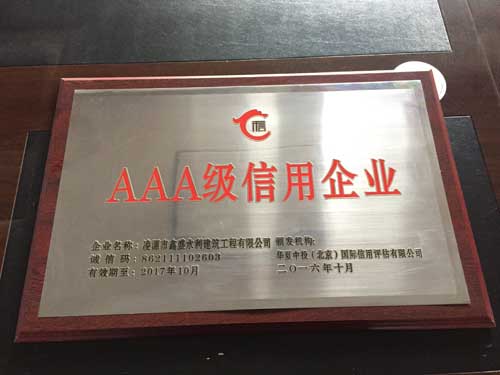 信
AAA级信用企业
企业名称：凌源市鑫盛永利建筑工程有限公司
诚信码：862111102603
有效期至：2017年10月
颁发机构：
华夏中投（北京）国际信用评估有限公司
二〇一六年十月